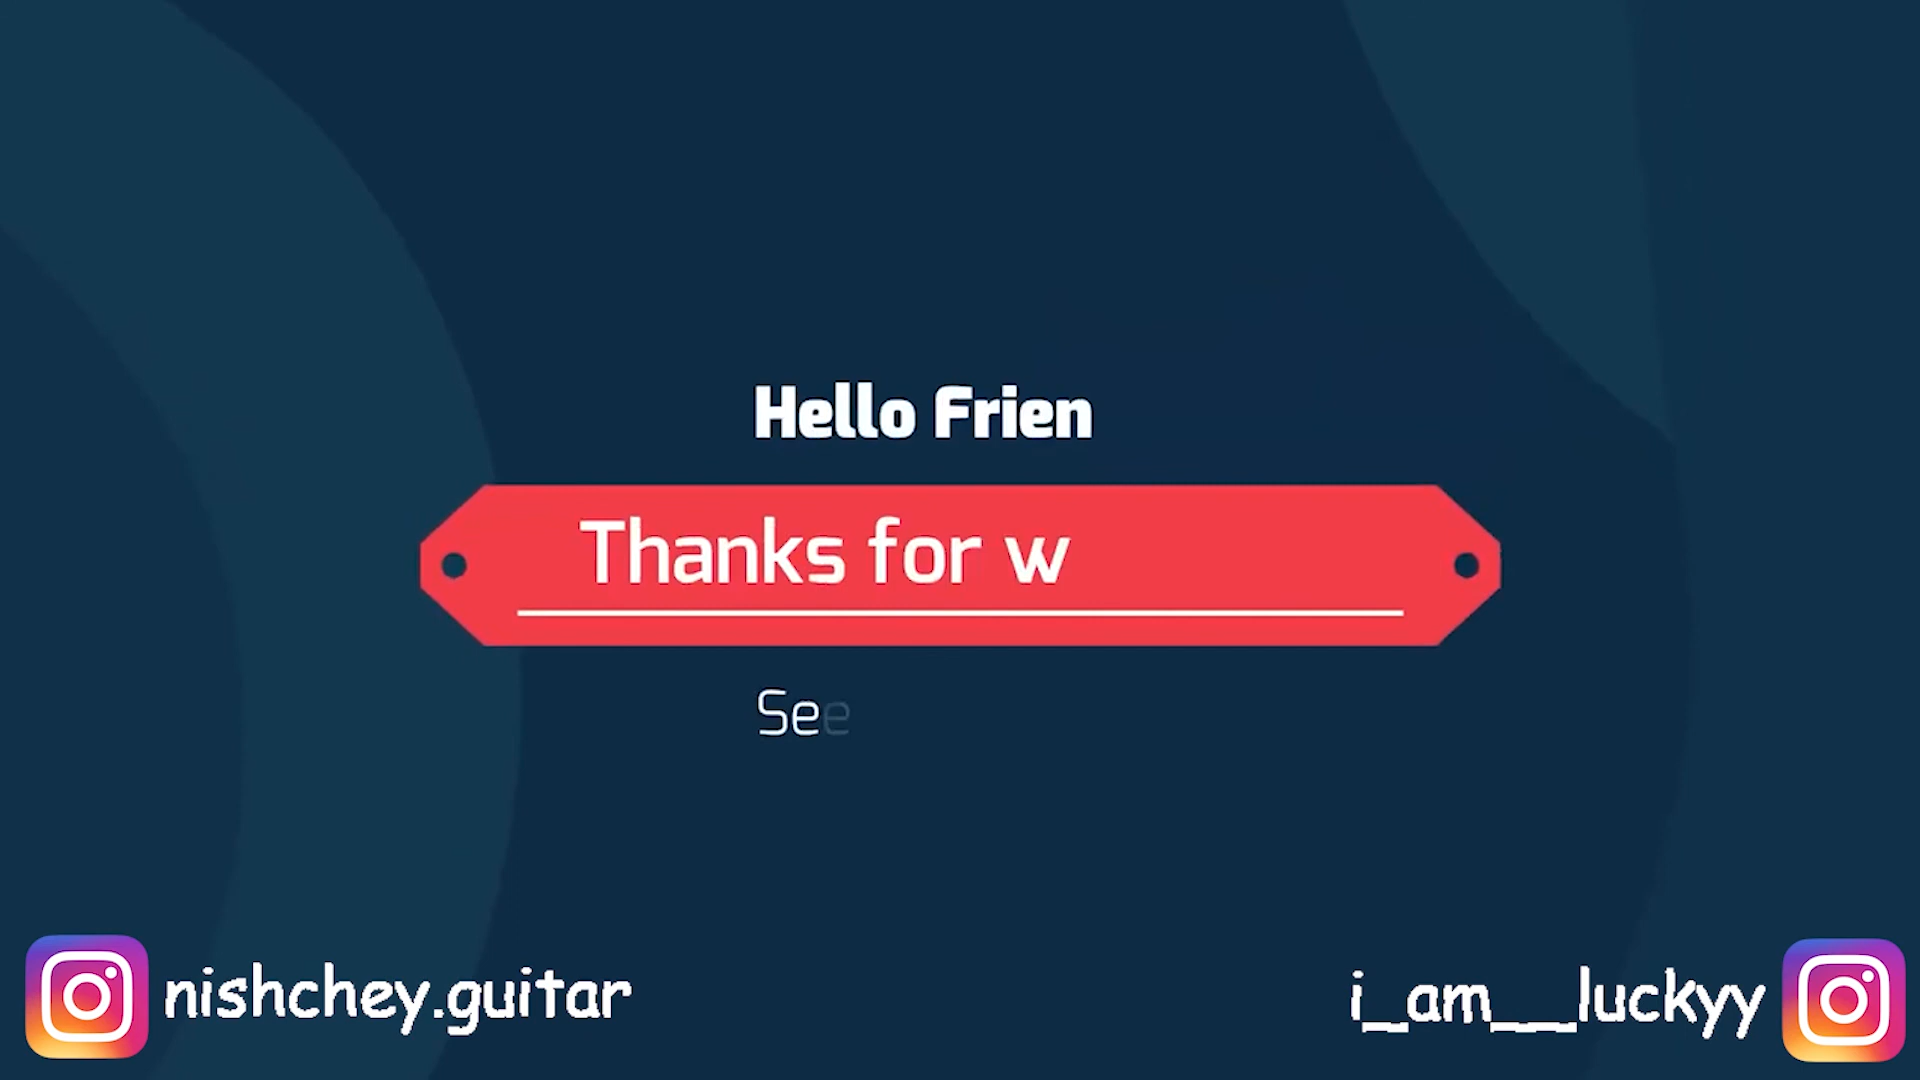 Hello Frien
Thanks for w
See
nishchey.guitar
i_am__luckyy